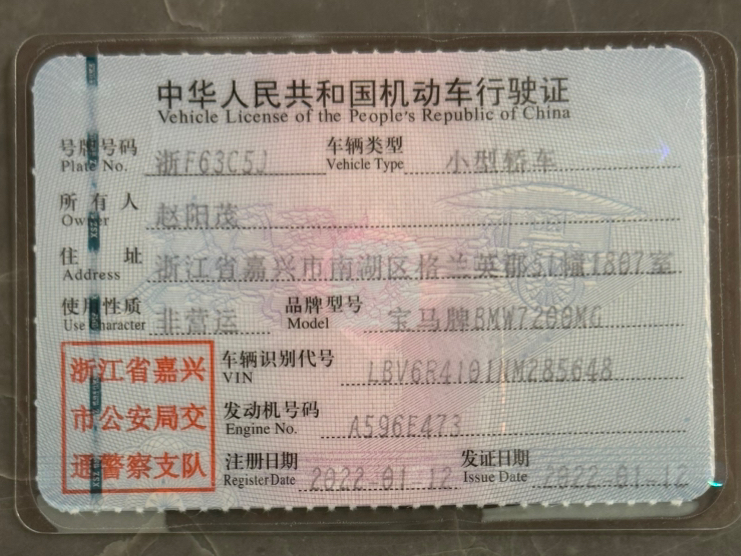 中华人民共和国机动车行驶证
Vehicle License of the People's Republic of China
号牌号码 浙F63C5J 车辆类型 小型轿车
Plate No. Vehicle Type
所有人 赵阳茂
Owner
住址 浙江省嘉兴市南湖区格兰英郡51幢1807室
Address
使用性质 非营运 品牌型号 宝马牌BMW7200MG
Use Character Model
浙江省嘉兴
市公安局交
通警察支队
车辆识别代号 LBV6R4101NM285648
VIN
发动机号码 A596E473
Engine No.
注册日期 2022-01-12 发证日期 2022-01-12
Register Date Issue Date